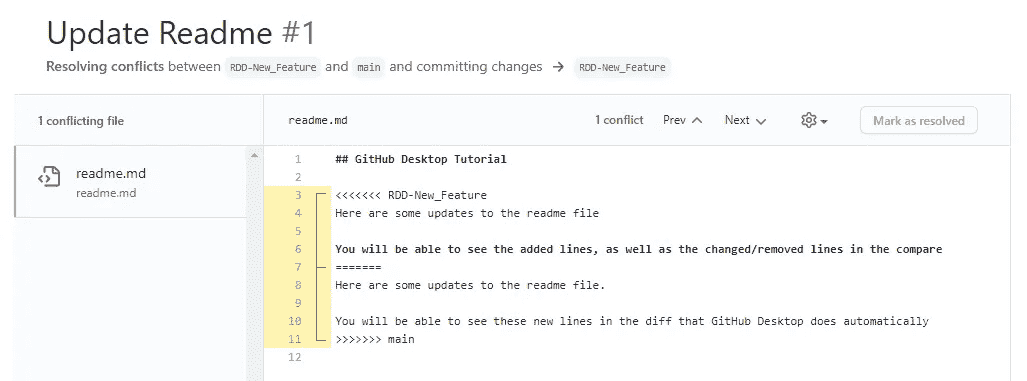 Update Readme #1
Resolving conflicts between RDD-New_Feature and main and committing changes → RDD-New_Feature
1 conflicting file
readme.md
readme.md
readme.md 1 conflict Prev Next Mark as resolved
1 ## GitHub Desktop Tutorial
2
3 <<<<<<< RDD-New_Feature
4 Here are some updates to the readme file
5
6 You will be able to see the added lines, as well as the changed/removed lines in the compare
7 =======
8 Here are some updates to the readme file.
9
10 You will be able to see these new lines in the diff that GitHub Desktop does automatically
11 >>>>>>> main
12